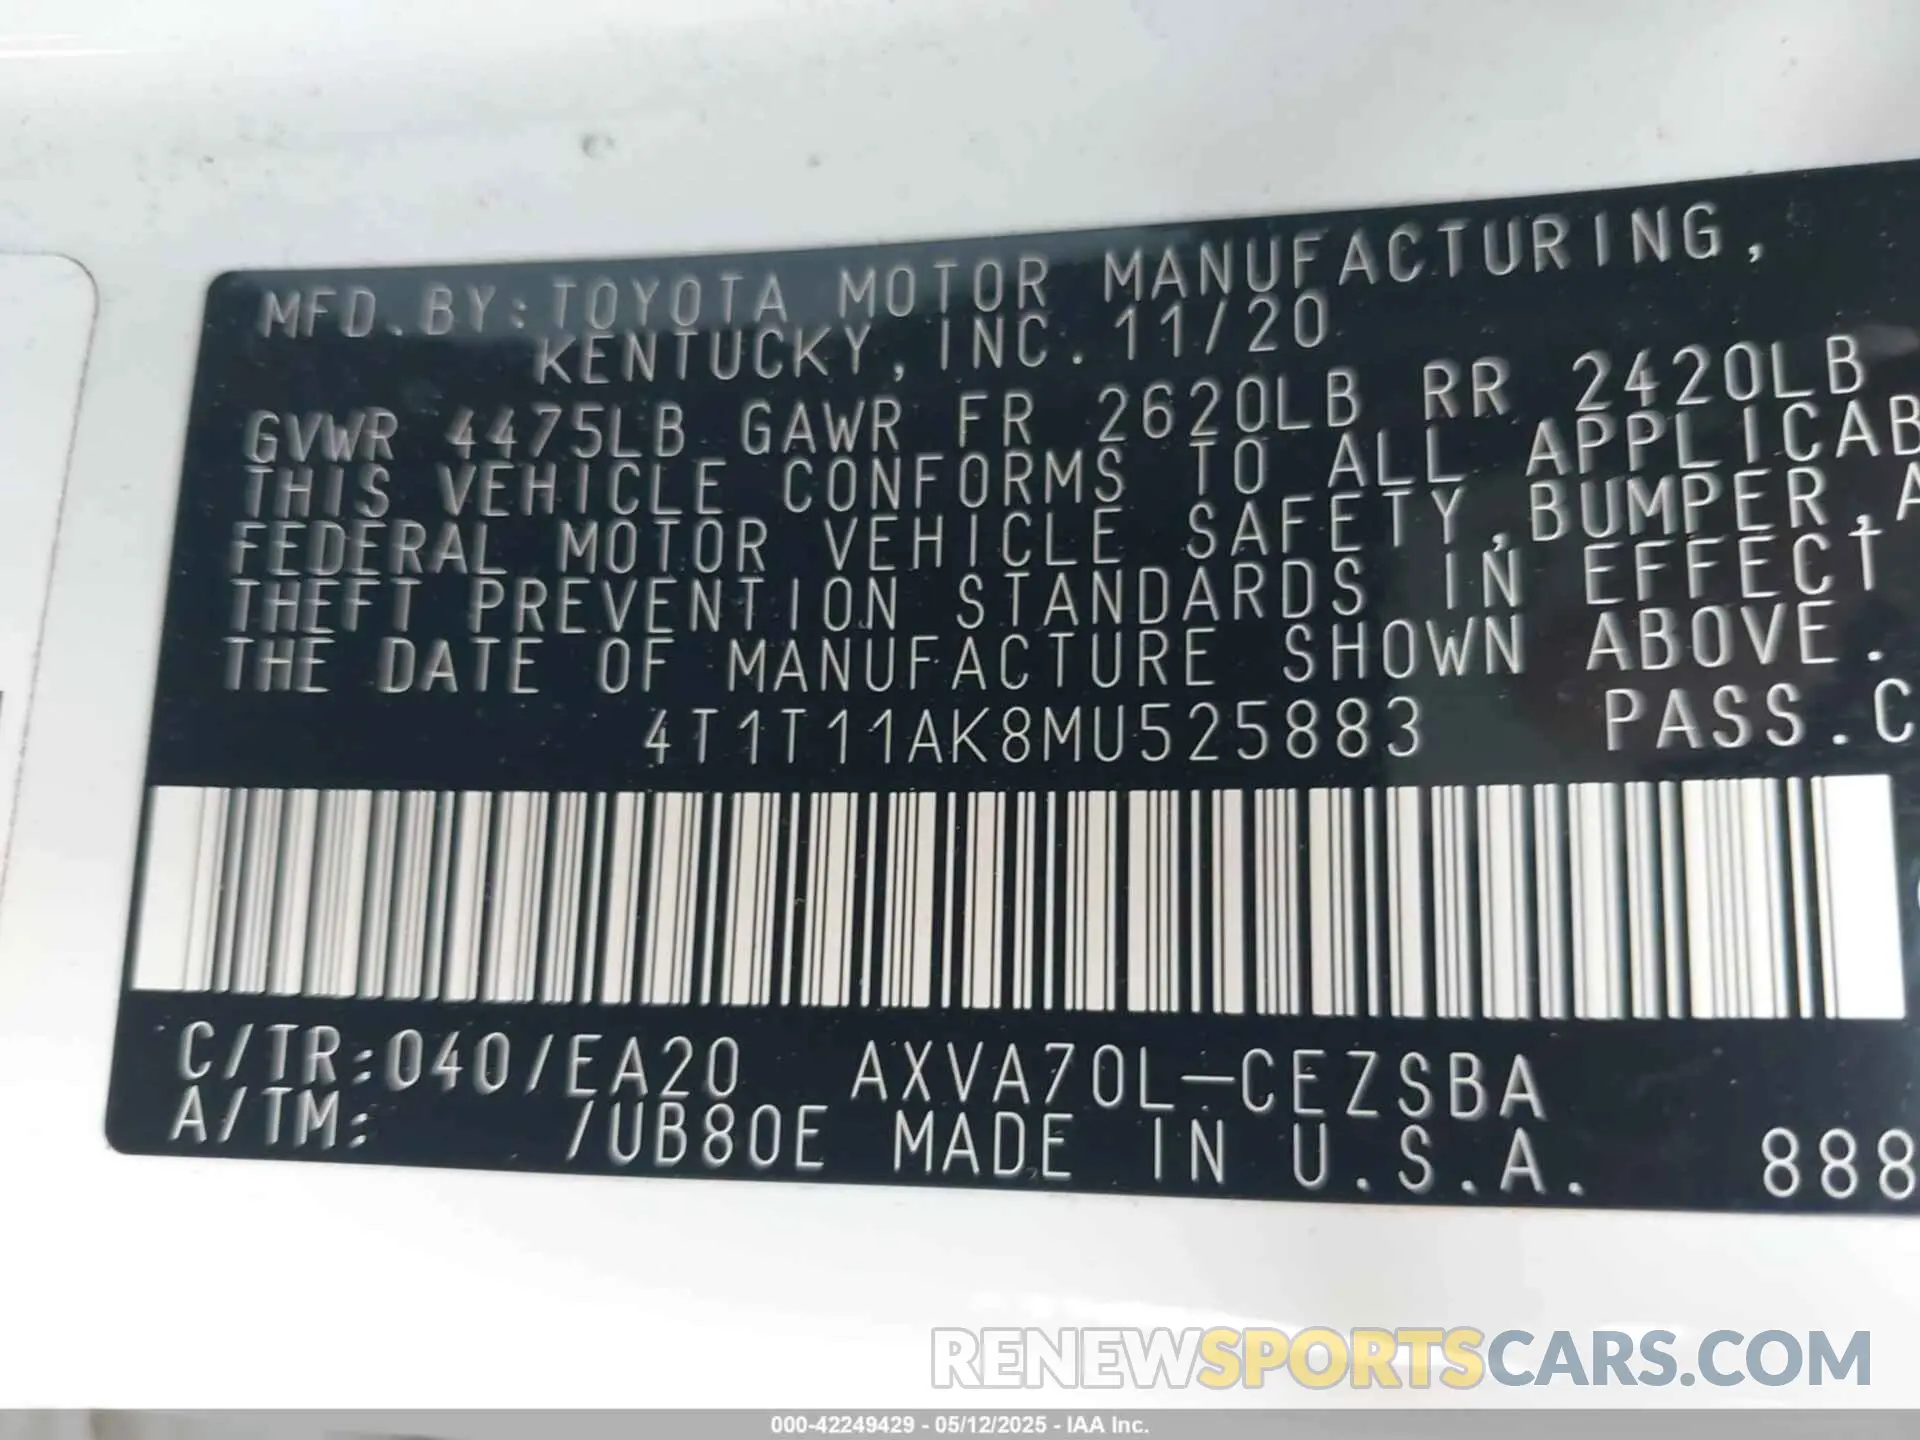 MFD.BY:TOYOTA MOTOR MANUFACTURING,
KENTUCKY, INC. 11/20
GVWR 4475LB GAWR FR 2620LB RR 2420LB
THIS VEHICLE CONFORMS TO ALL APPLICAB
FEDERAL MOTOR VEHICLE SAFETY,BUMPER,A
THEFT PREVENTION STANDARDS IN EFFECT
THE DATE OF MANUFACTURE SHOWN ABOVE.
4T1T11AK8MU525883 PASS.C
C/TR:040/EA20 AXVA70L-CEZSBA
A/TM: /UB80E MADE IN U.S.A. 888
RENEWSPORTSCARS.COM
000-42249429 - 05/12/2025 - IAA Inc.